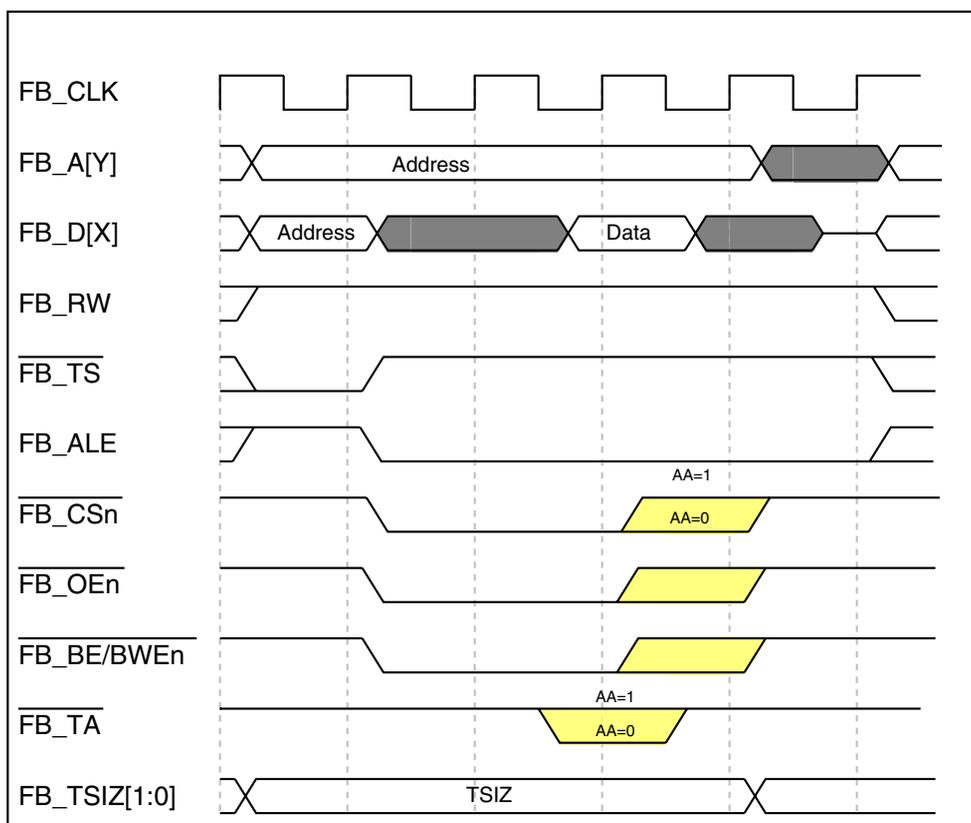 FB_CLK
FB_A[Y]
Address
FB_D[X]
Address
Data
FB_RW
FB_TS
FB_ALE
AA=1
FB_CSn
AA=0
FB_OEn
FB_BE/BWEn
AA=1
FB_TA
AA=0
FB_TSIZ[1:0]
TSIZ